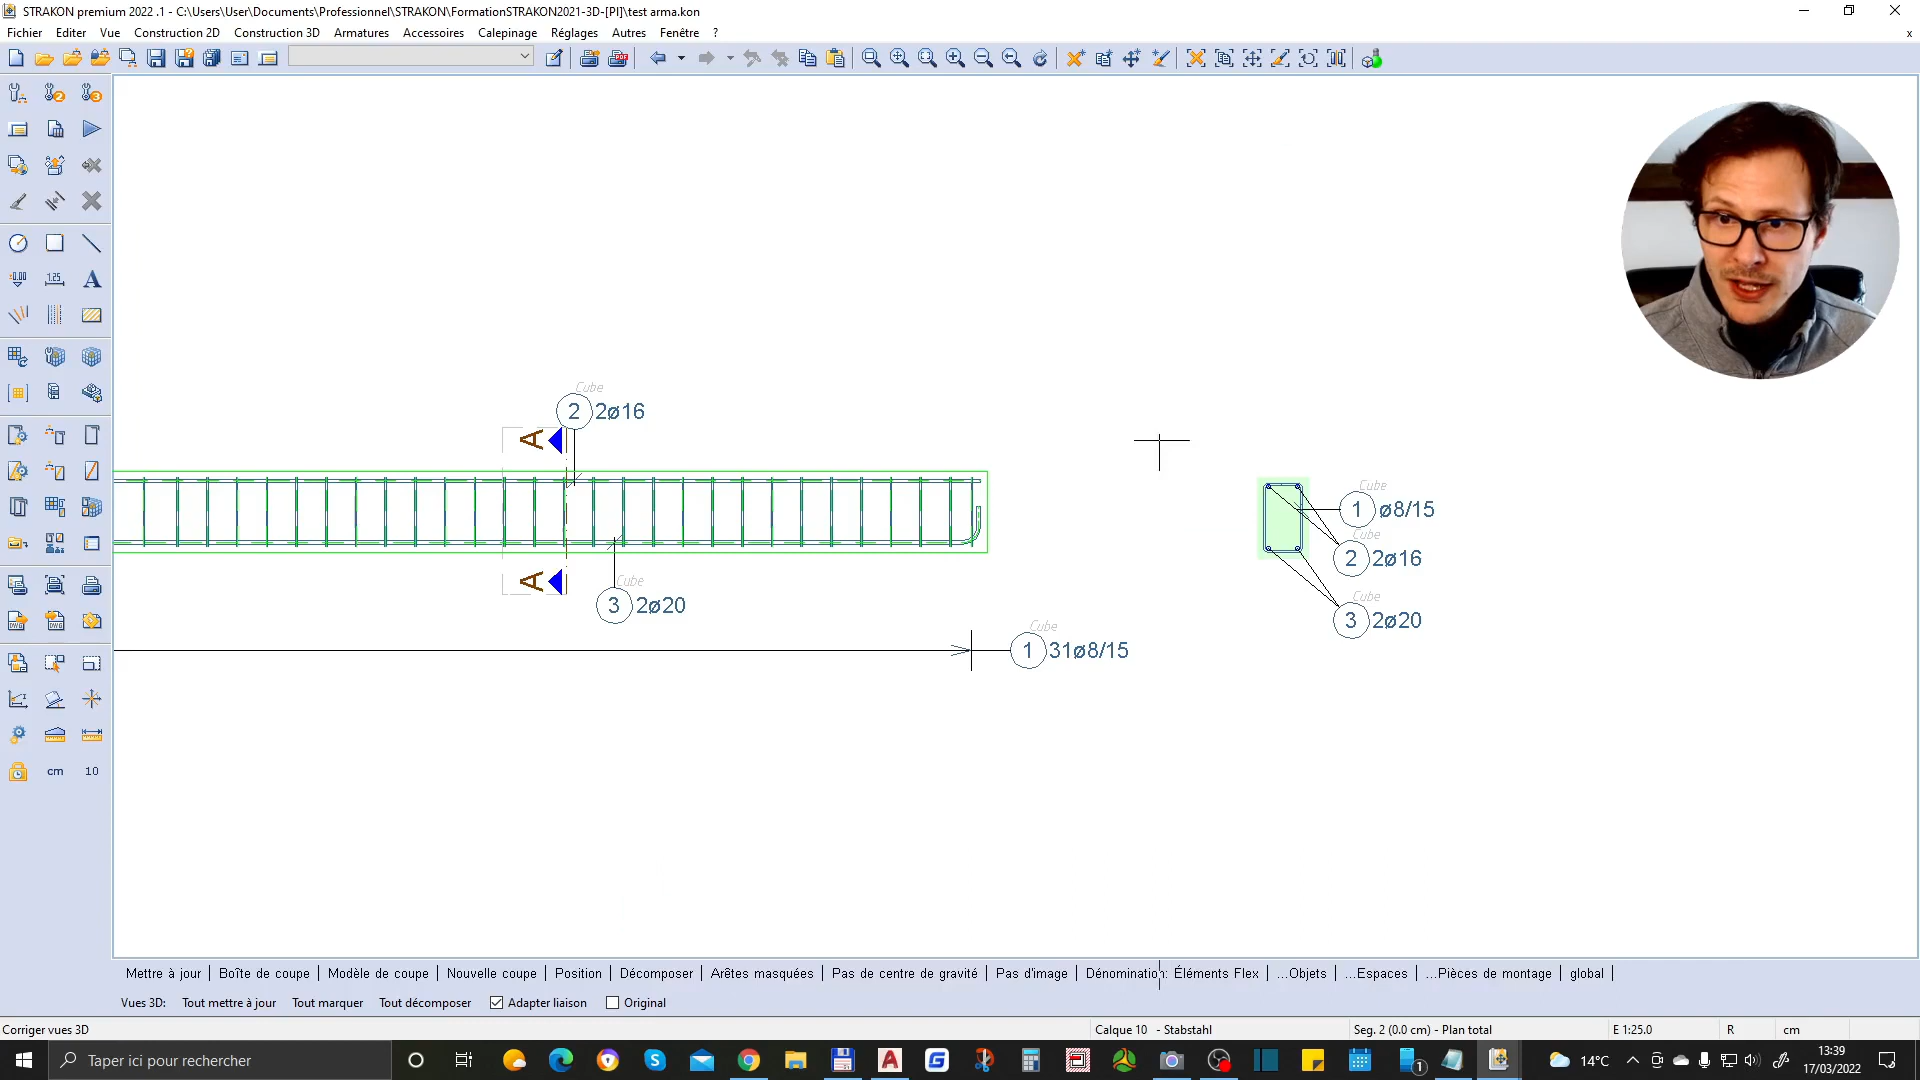 STRAKON premium 2022 .1 - C:\Users\User\Documents\Professionnel\STRAKON\FormationSTRAKON2021-3D-[PI]\test arma.kon
Fichier Editer Vue Construction 2D Construction 3D Armatures Accessoires Calepinage Réglages Autres Fenêtre ?
Cube
2 2ø16
A
A
Cube
3 2ø20
Cube
1 31ø8/15
Cube
1 ø8/15
Cube
2 2ø16
Cube
3 2ø20
cm 10
Mettre à jour | Boîte de coupe | Modèle de coupe | Nouvelle coupe | Position | Décomposer | Arêtes masquées | Pas de centre de gravité | Pas d'image | Dénomination: Éléments Flex | ...Objets | ...Espaces | ...Pièces de montage | global |
Vues 3D: Tout mettre à jour Tout marquer Tout décomposer Adapter liaison Original
Corriger vues 3D Calque 10 - Stabstahl Seg. 2 (0.0 cm) - Plan total E 1:25.0 R cm
Taper ici pour rechercher
14°C
13:39
17/03/2022